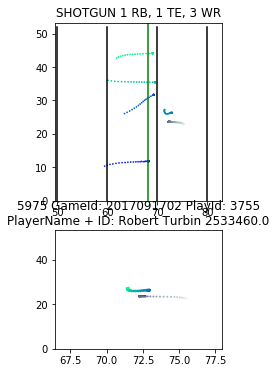 SHOTGUN 1 RB, 1 TE, 3 WR
50
40
30
20
10
0
50 60 70 80
5975 GameId: 2017091702 PlayId: 3755
PlayerName + ID: Robert Turbin 2533460.0
40
20
0
67.5 70.0 72.5 75.0 77.5